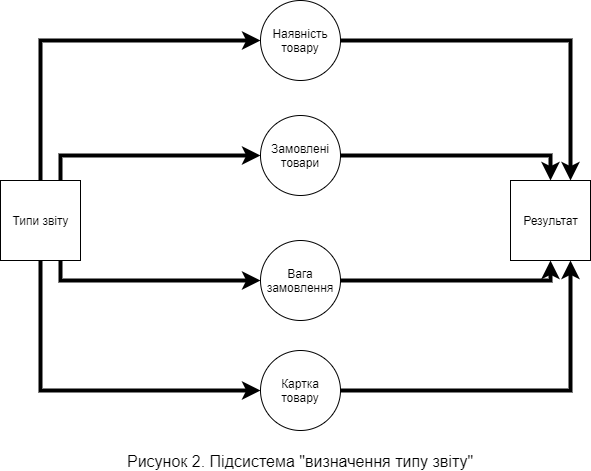 Наявність
товару
Замовлені
товари
Типи звіту
Результат
Вага
замовлення
Картка
товару
Рисунок 2. Підсистема "визначення типу звіту"